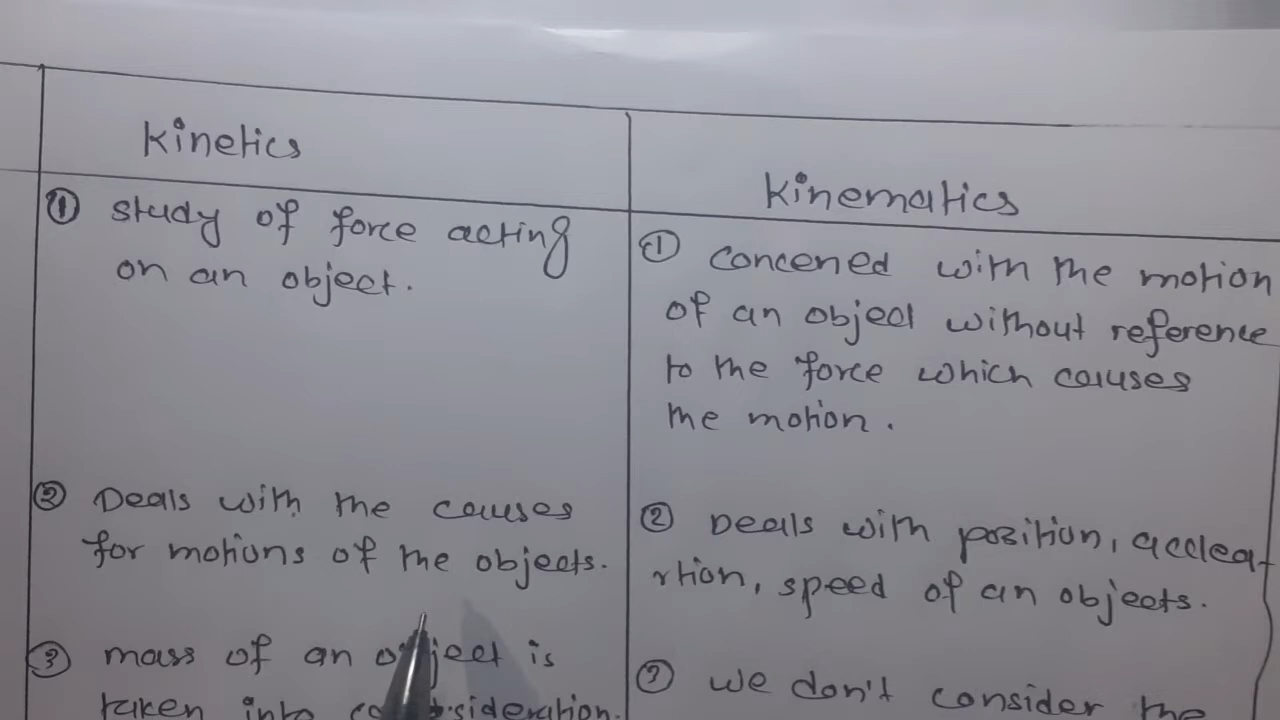 Kinetics
① study of force acting
on an object.
② Deals with the causes
for motions of the objects.
③ mass of an object is
taken into consideration.
Kinematics
① concened with the motion
of an object without reference
to the force which causes
the motion.
② Deals with position, acclea-
rtion, speed of an objects.
③ we don't consider the